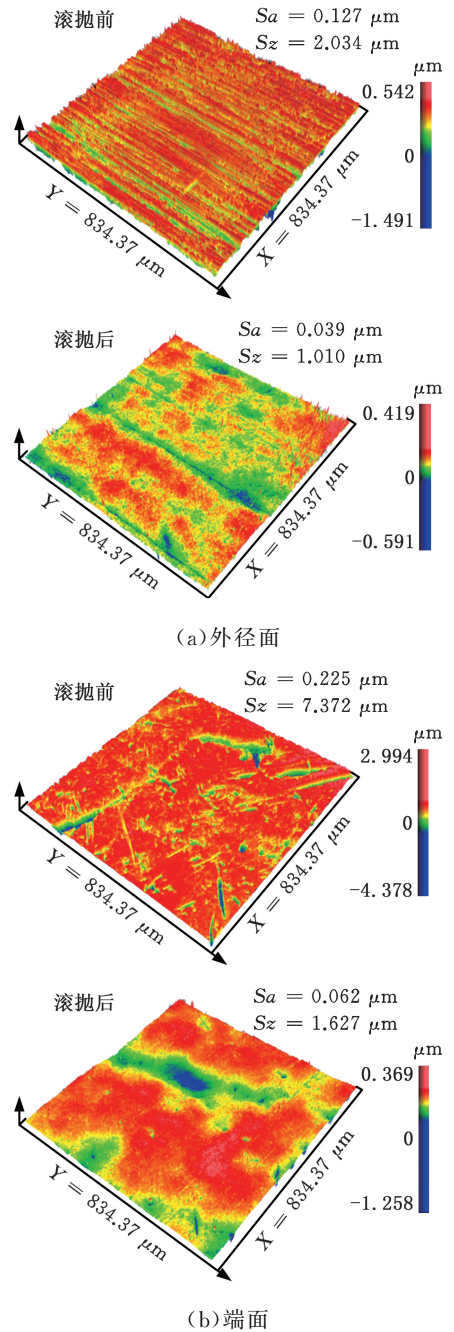 滚抛前
Sa = 0.127 μm
Sz = 2.034 μm
μm
0.542
0
-1.491
Y = 834.37 μm
X = 834.37 μm
滚抛后
Sa = 0.039 μm
Sz = 1.010 μm
μm
0.419
0
-0.591
Y = 834.37 μm
X = 834.37 μm
(a)外径面
滚抛前
Sa = 0.225 μm
Sz = 7.372 μm
μm
2.994
0
-4.378
Y = 834.37 μm
X = 834.37 μm
滚抛后
Sa = 0.062 μm
Sz = 1.627 μm
μm
0.369
0
-1.258
Y = 834.37 μm
X = 834.37 μm
(b)端面